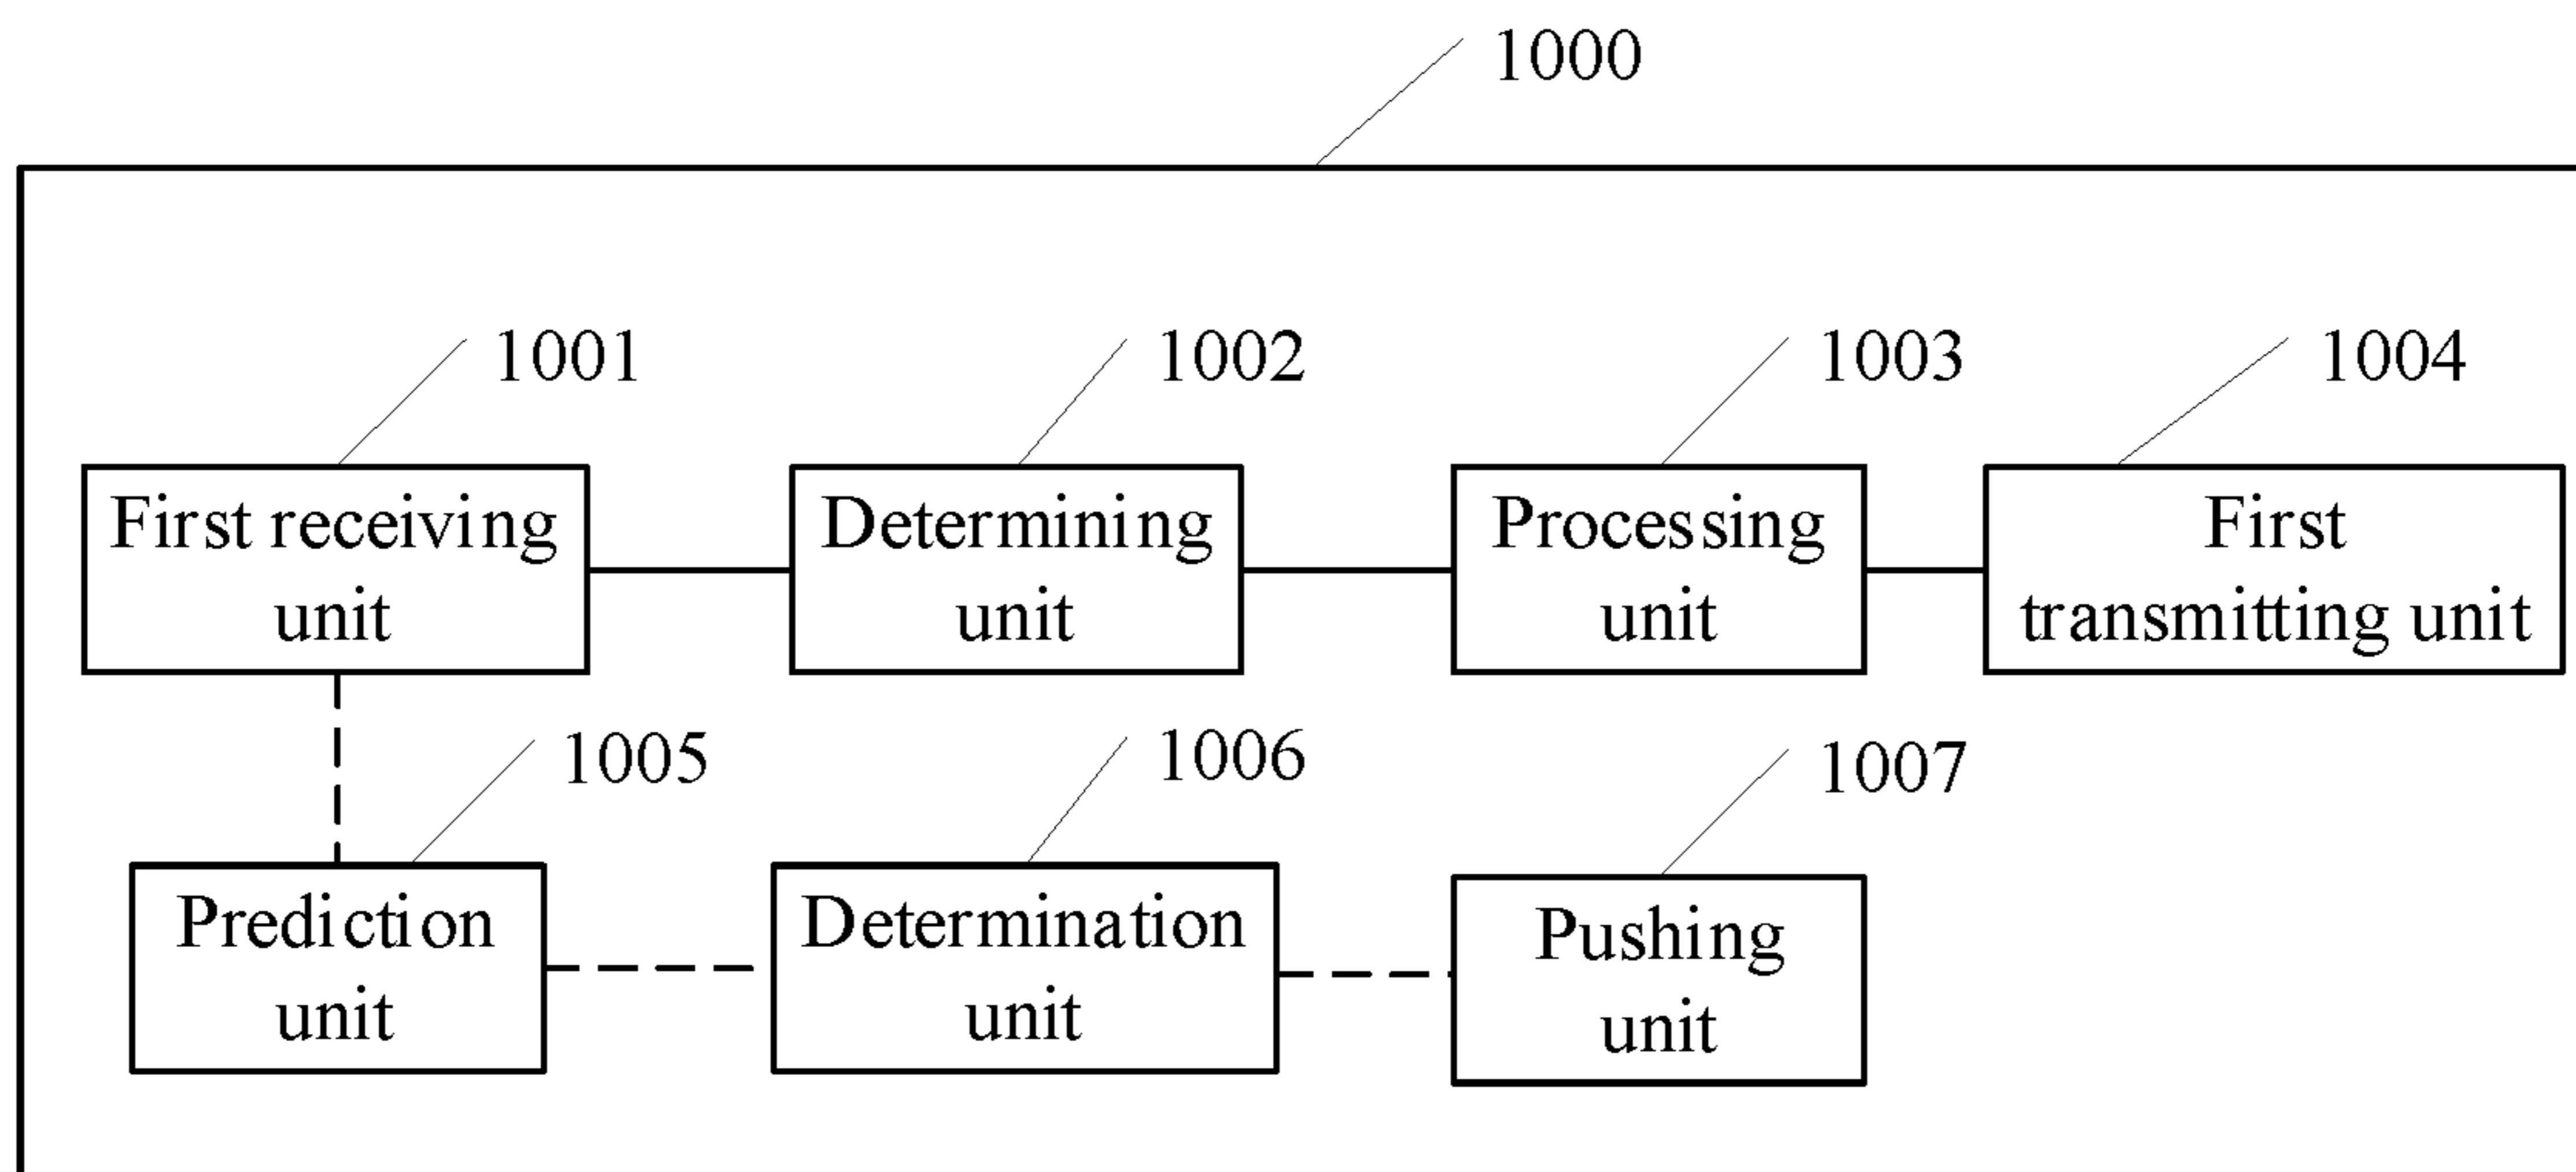 1000
1001
1002
1003
1004
First receiving
unit
Determining
unit
Processing
unit
First
transmitting unit
1005
1006
1007
Prediction
unit
Determination
unit
Pushing
unit